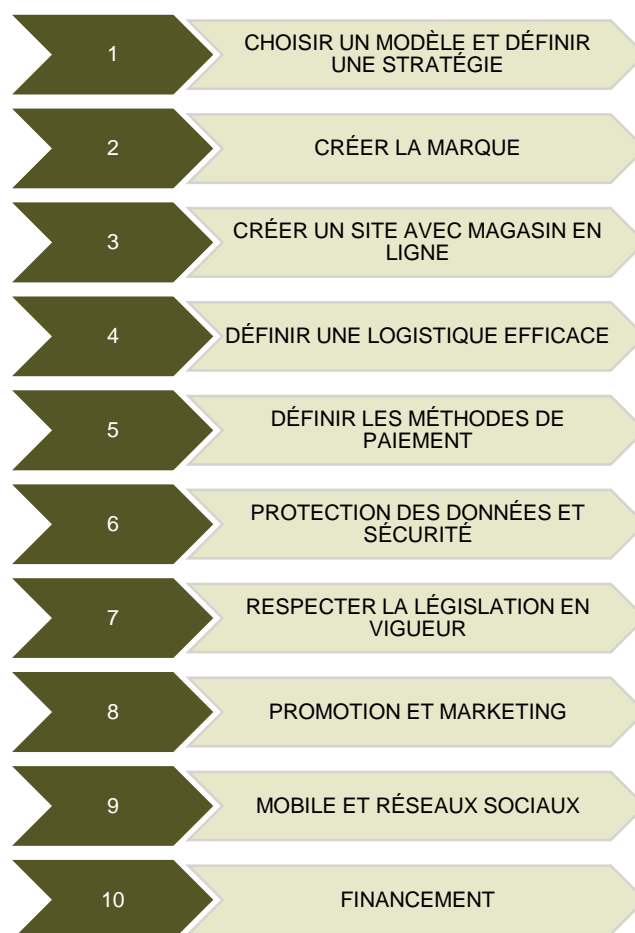 1
CHOISIR UN MODÈLE ET DÉFINIR
UNE STRATÉGIE
2
CRÉER LA MARQUE
3
CRÉER UN SITE AVEC MAGASIN EN
LIGNE
4
DÉFINIR UNE LOGISTIQUE EFFICACE
5
DÉFINIR LES MÉTHODES DE
PAIEMENT
6
PROTECTION DES DONNÉES ET
SÉCURITÉ
7
RESPECTER LA LÉGISLATION EN
VIGUEUR
8
PROMOTION ET MARKETING
9
MOBILE ET RÉSEAUX SOCIAUX
10
FINANCEMENT